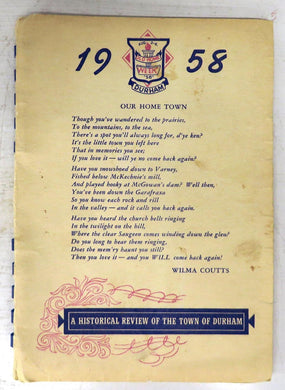 19 58
OLD HOME
WEEK
'58
DURHAM
OUR HOME TOWN
Though you've wandered to the prairies,
To the mountains, to the sea,
There's a spot you'll always long for, d'ye ken?
It's the little town you left here
That in memories you see;
If you love it — will ye no come back again?
Have you snowshoed down to Varney,
Fished below McKechnie's mill,
And played hooky at McGowan's dam? Well then,
You've been down the Garafraxa
So you know each rock and rill
In the valley — and it calls you back again.
Have you heard the church bells ringing
In the twilight on the hill,
Where the clear Saugeen comes winding down the glen?
Do you long to hear them ringing,
Does the mem'ry haunt you still?
Then you love it — and you WILL come back again!
WILMA COUTTS
A HISTORICAL REVIEW OF THE TOWN OF DURHAM